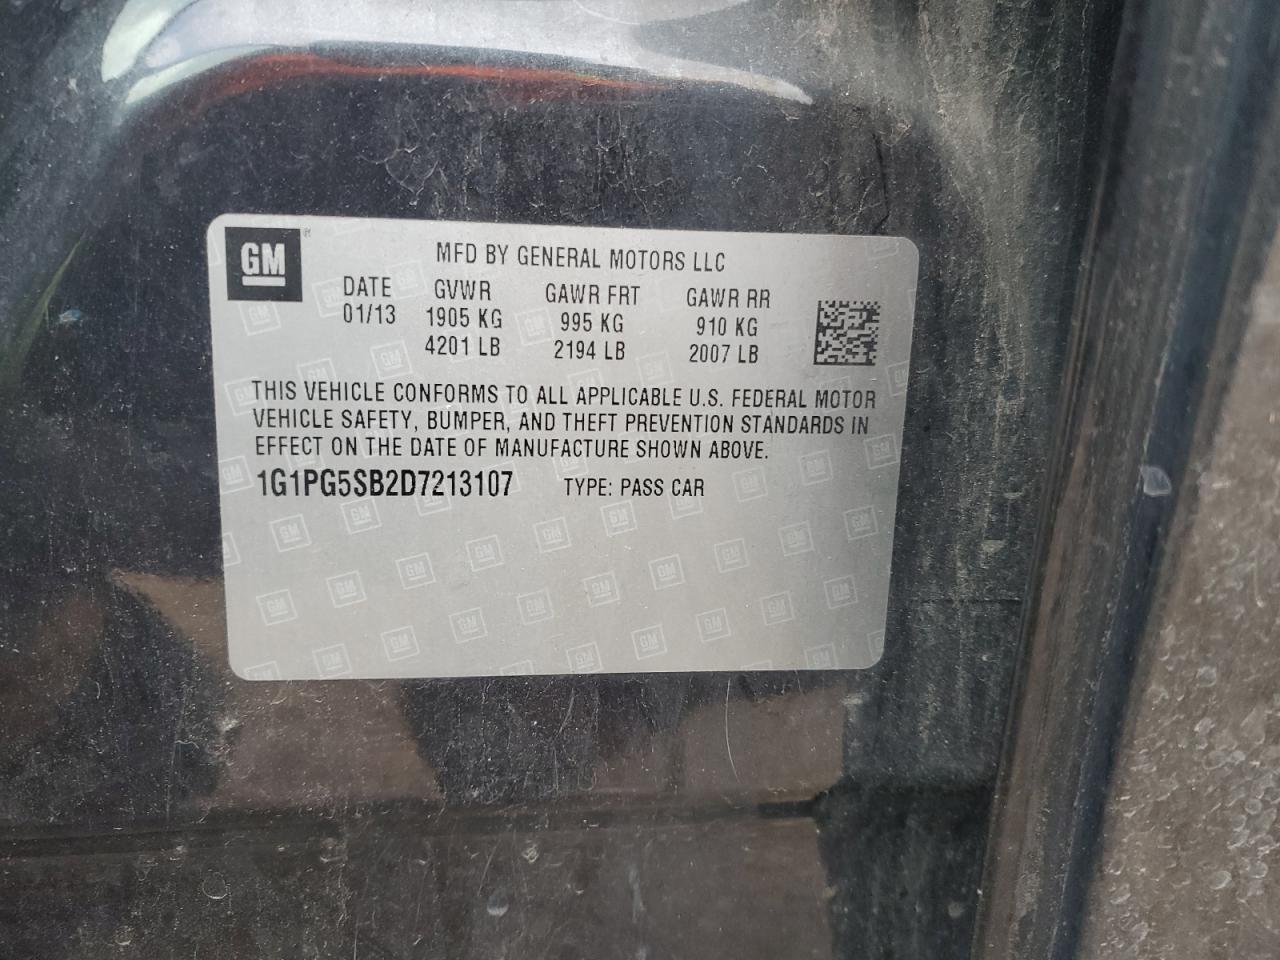 GM
MFD BY GENERAL MOTORS LLC
DATE GVWR GAWR FRT GAWR RR
01/13 1905 KG 995 KG 910 KG
4201 LB 2194 LB 2007 LB
THIS VEHICLE CONFORMS TO ALL APPLICABLE U.S. FEDERAL MOTOR
VEHICLE SAFETY, BUMPER, AND THEFT PREVENTION STANDARDS IN
EFFECT ON THE DATE OF MANUFACTURE SHOWN ABOVE.
1G1PG5SB2D7213107 TYPE: PASS CAR